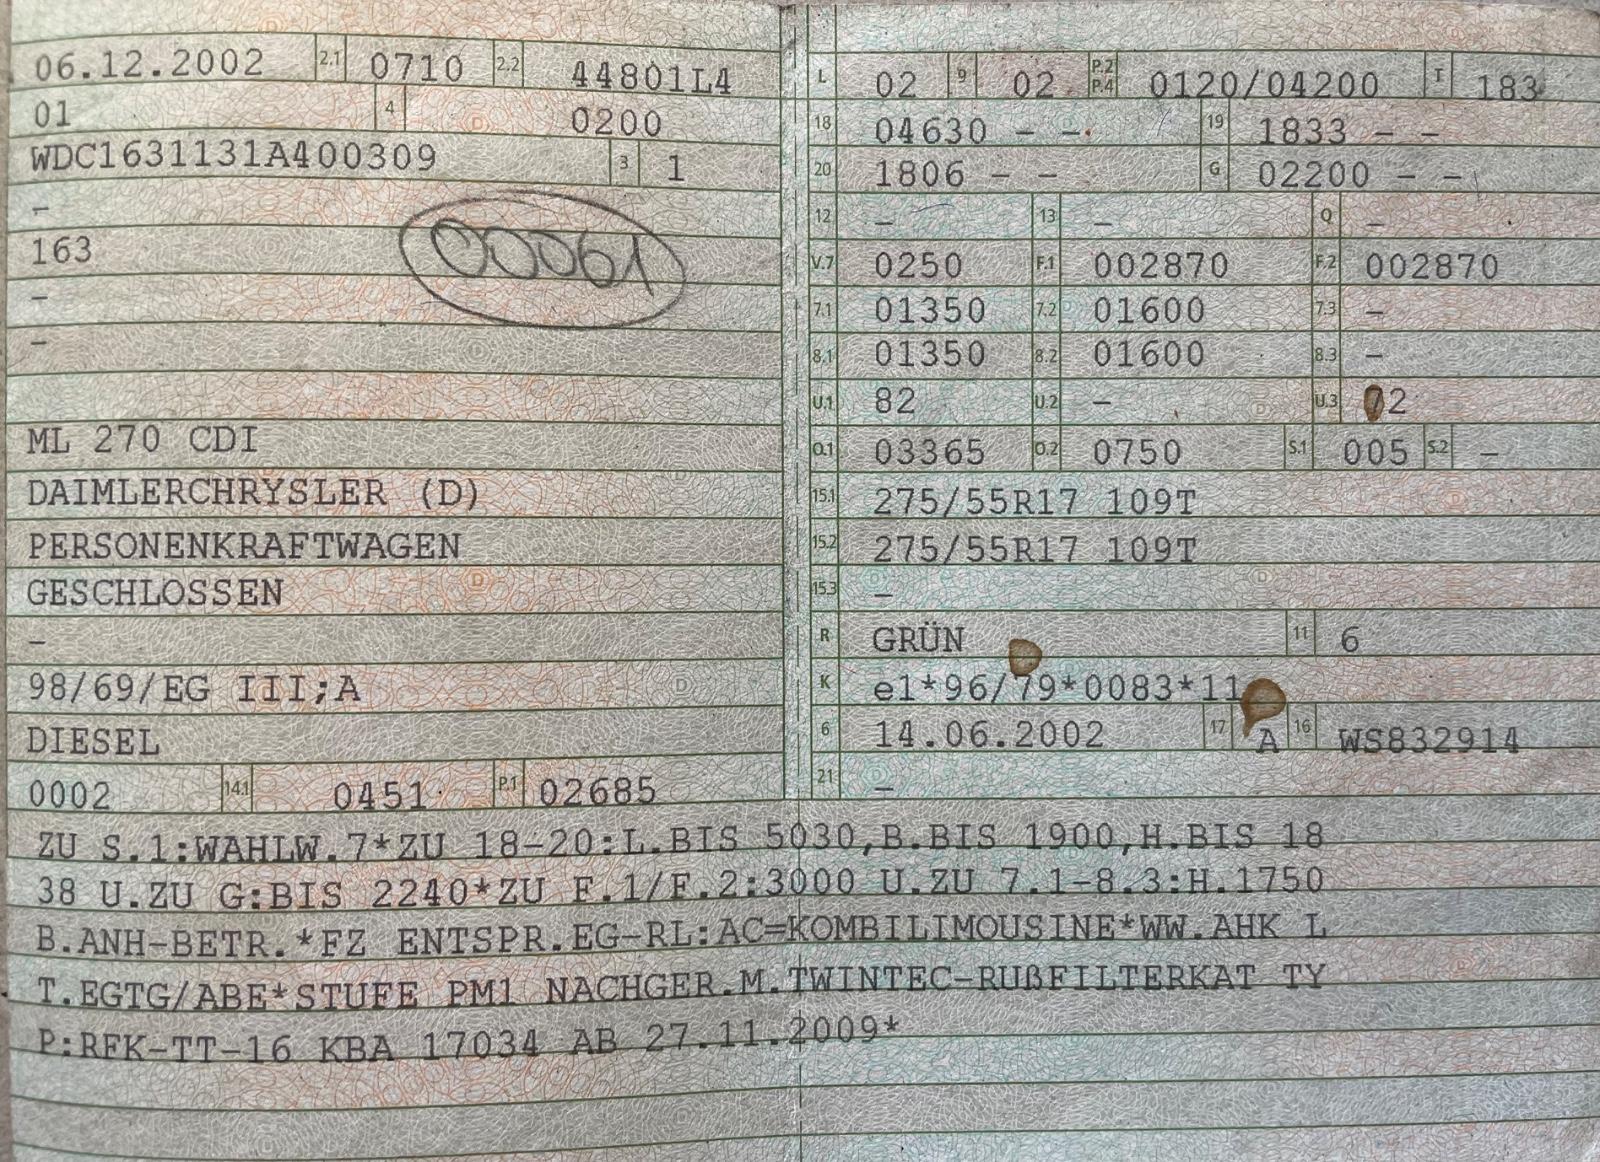 06.12.2002 2.1 0710 2.2 44801L4
01 4 0200
WDC1631131A400309 3 1
–
163 00061
–
–
ML 270 CDI
DAIMLERCHRYSLER (D)
PERSONENKRAFTWAGEN
GESCHLOSSEN
–
98/69/EG III;A
DIESEL
0002 14.1 0451 P.1 02685
L 02 9 02 P.2 P.4 0120/04200 T 183
18 04630 – – 19 1833 – –
20 1806 – – G 02200 – –
12 – 13 – Q –
V.7 0250 F.1 002870 F.2 002870
7.1 01350 7.2 01600 7.3 –
8.1 01350 8.2 01600 8.3 –
U.1 82 U.2 – U.3 72
O.1 03365 O.2 0750 S.1 005 S.2 –
15.1 275/55R17 109T
15.2 275/55R17 109T
15.3 –
R GRÜN 11 6
K e1*96/79*0083*11
6 14.06.2002 17 A 16 WS832914
21 –
ZU S.1:WAHLW.7*ZU 18-20:L.BIS 5030,B.BIS 1900,H.BIS 18
38 U.ZU G:BIS 2240*ZU F.1/F.2:3000 U.ZU 7.1-8.3:H.1750
B.ANH-BETR.*FZ ENTSPR.EG-RL:AC=KOMBILIMOUSINE*WW.AHK L
T.EGTG/ABE*STUFE PM1 NACHGER.M.TWINTEC-RUßFILTERKAT TY
P:RFK-TT-16 KBA 17034 AB 27.11.2009*